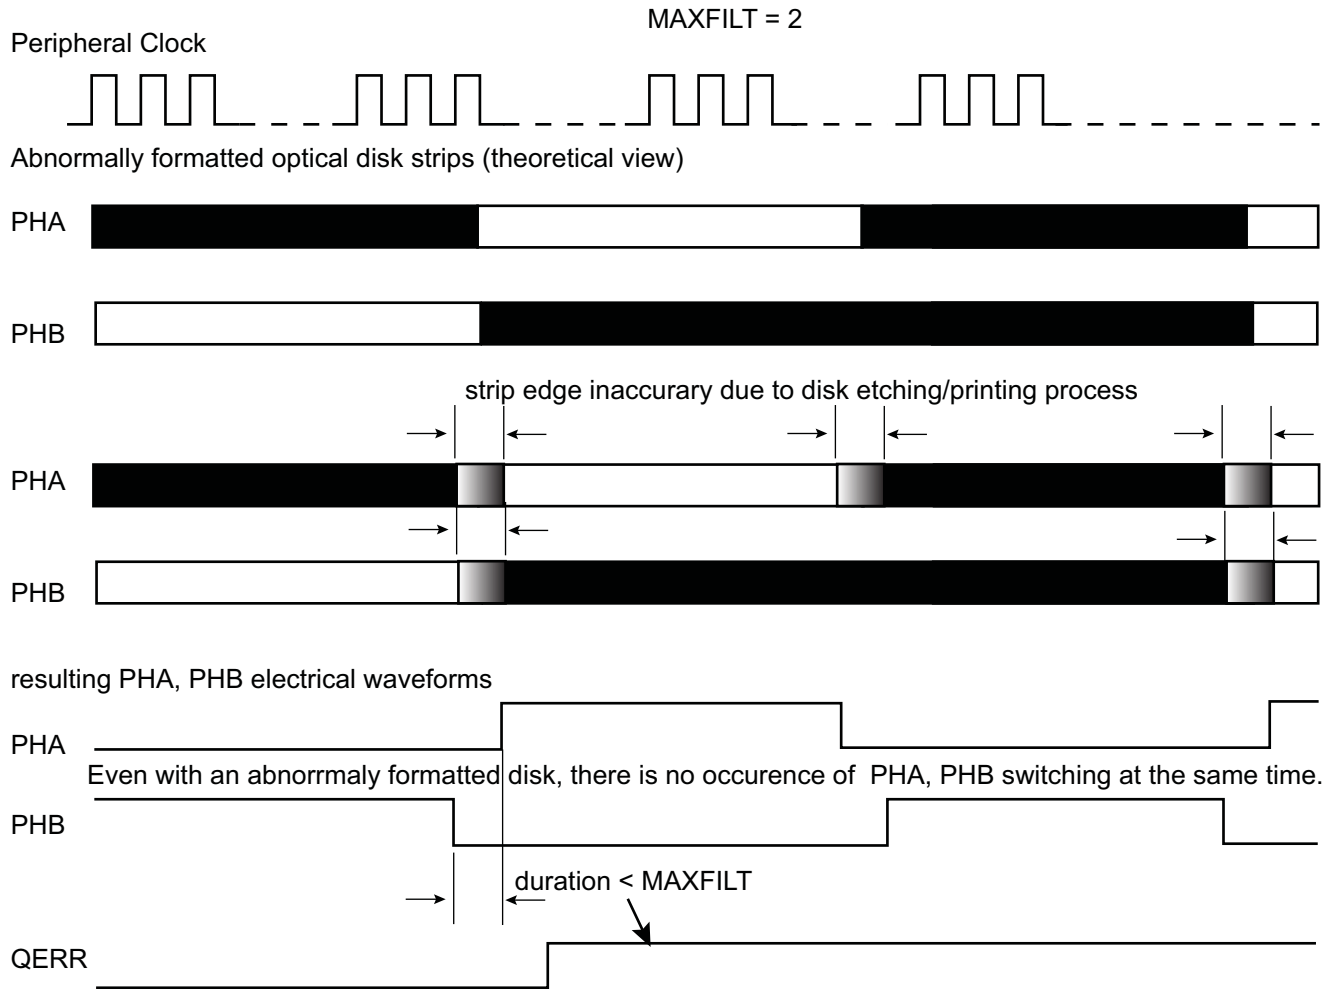 MAXFILT = 2
Peripheral Clock
Abnormally formatted optical disk strips (theoretical view)
PHA
PHB
strip edge inaccurary due to disk etching/printing process
PHA
PHB
resulting PHA, PHB electrical waveforms
PHA
Even with an abnorrmaly formatted disk, there is no occurence of PHA, PHB switching at the same time.
PHB
duration < MAXFILT
QERR